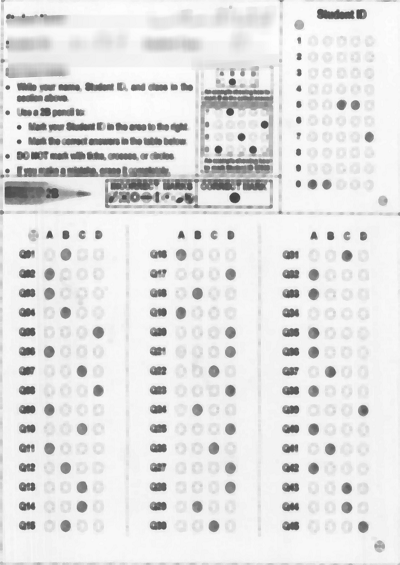 Student ID
1
2
3
4
5
6
7
8
9
0
• Write your name, Student ID, and class in the
section above.
• Use a 2B pencil to:
• Mark your Student ID in the area to the right.
• Mark the correct answers in the table below.
• DO NOT mark with ticks, crosses, or circles.
• If you make a mistake, erase it completely.
2B
INCORRECT MARKS
CORRECT MARK
A B C D A B C D A B C D
Q01 Q16 Q31
Q02 Q17 Q32
Q03 Q18 Q33
Q04 Q19 Q34
Q05 Q20 Q35
Q06 Q21 Q36
Q07 Q22 Q37
Q08 Q23 Q38
Q09 Q24 Q39
Q10 Q25 Q40
Q11 Q26 Q41
Q12 Q27 Q42
Q13 Q28 Q43
Q14 Q29 Q44
Q15 Q30 Q45